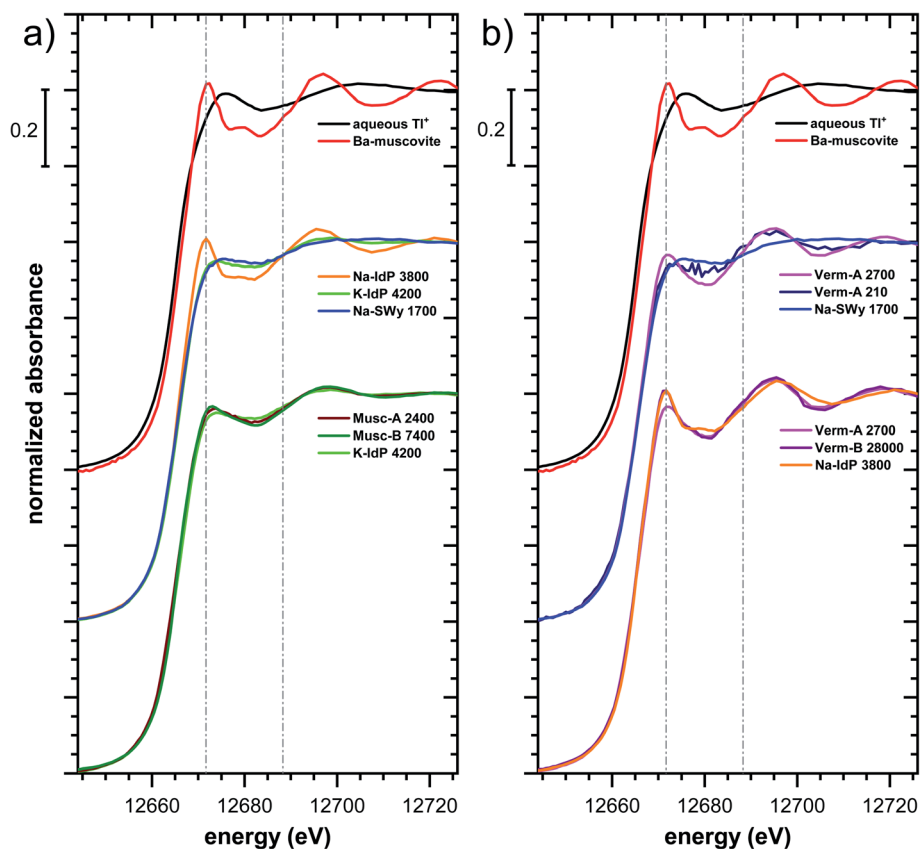 a)
0.2
aqueous Tl⁺
Ba-muscovite
Na-IdP 3800
K-IdP 4200
Na-SWy 1700
Musc-A 2400
Musc-B 7400
K-IdP 4200
normalized absorbance
12660 12680 12700 12720
energy (eV)
b)
0.2
aqueous Tl⁺
Ba-muscovite
Verm-A 2700
Verm-A 210
Na-SWy 1700
Verm-A 2700
Verm-B 28000
Na-IdP 3800
12660 12680 12700 12720
energy (eV)